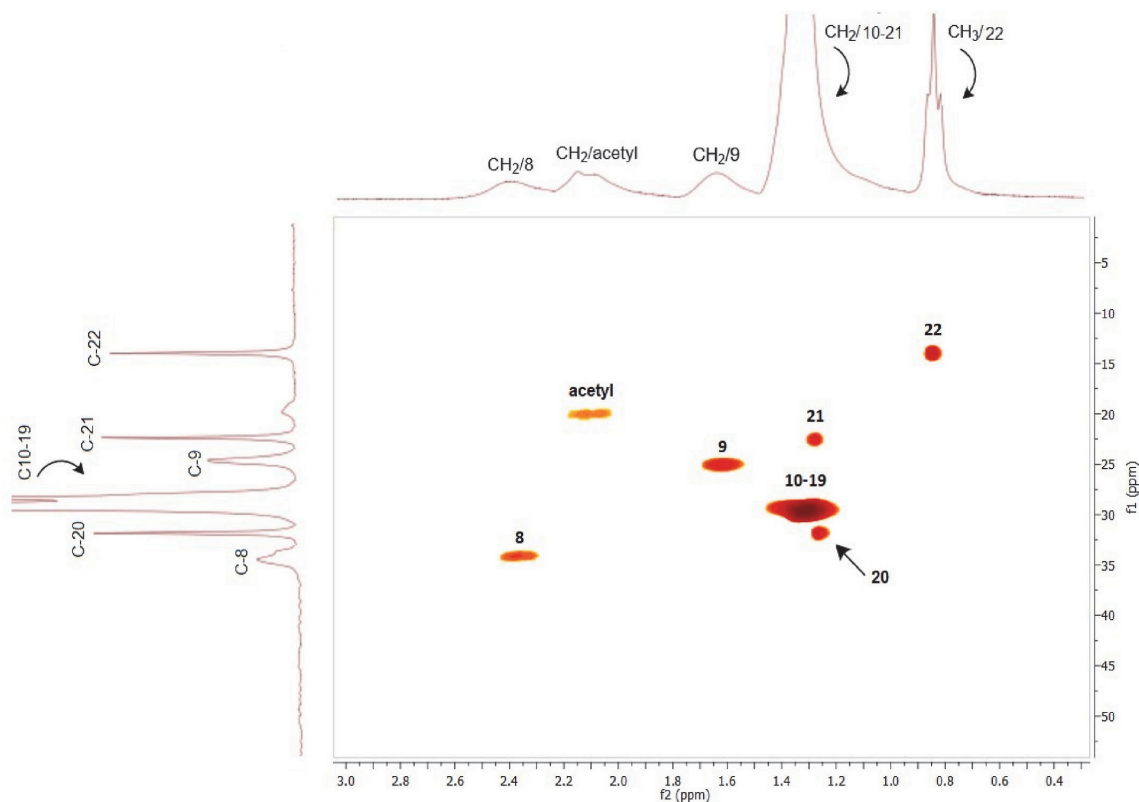 CH2/10-21
CH3/22
CH2/8
CH2/acetyl
CH2/9
C-22
C-21
C10-19
C-9
C-20
C-8
22
acetyl
21
9
10-19
8
20
5
10
15
20
25
30
35
40
45
50
f1 (ppm)
3.0 2.8 2.6 2.4 2.2 2.0 1.8 1.6 1.4 1.2 1.0 0.8 0.6 0.4
f2 (ppm)